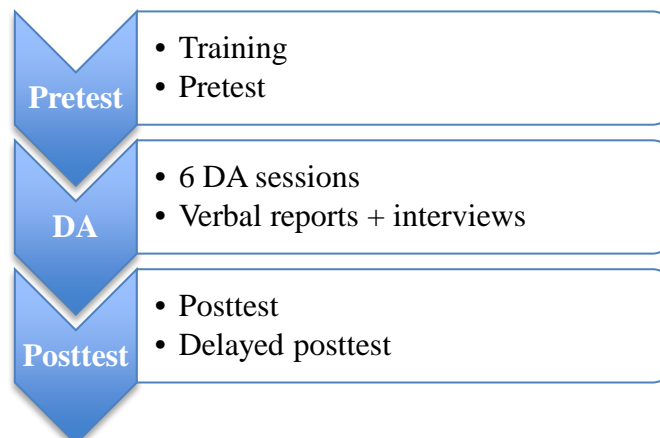 Pretest
• Training
• Pretest
DA
• 6 DA sessions
• Verbal reports + interviews
Posttest
• Posttest
• Delayed posttest